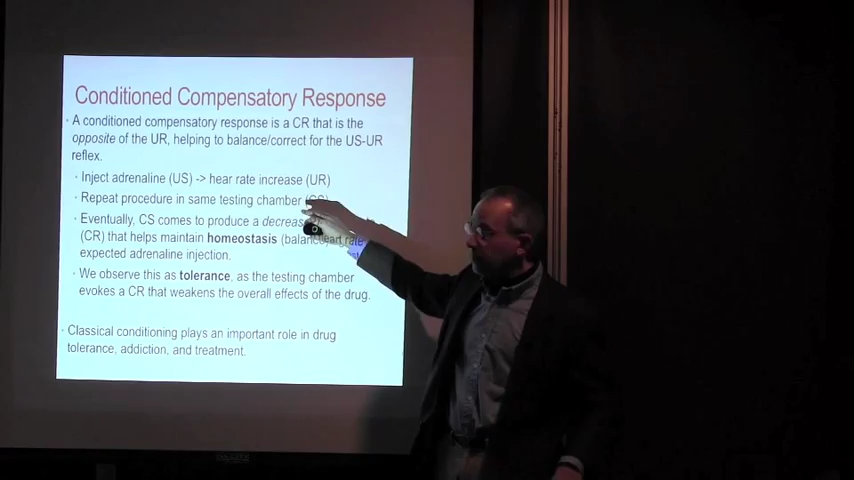 Conditioned Compensatory Response
· A conditioned compensatory response is a CR that is the
opposite of the UR, helping to balance/correct for the US-UR
reflex.
· Inject adrenaline (US) -> hear rate increase (UR)
· Repeat procedure in same testing chamber
· Eventually, CS comes to produce a decreas
(CR) that helps maintain homeostasis (balance
expected adrenaline injection.
· We observe this as tolerance, as the testing chamber
evokes a CR that weakens the overall effects of the drug.
· Classical conditioning plays an important role in drug
tolerance, addiction, and treatment.